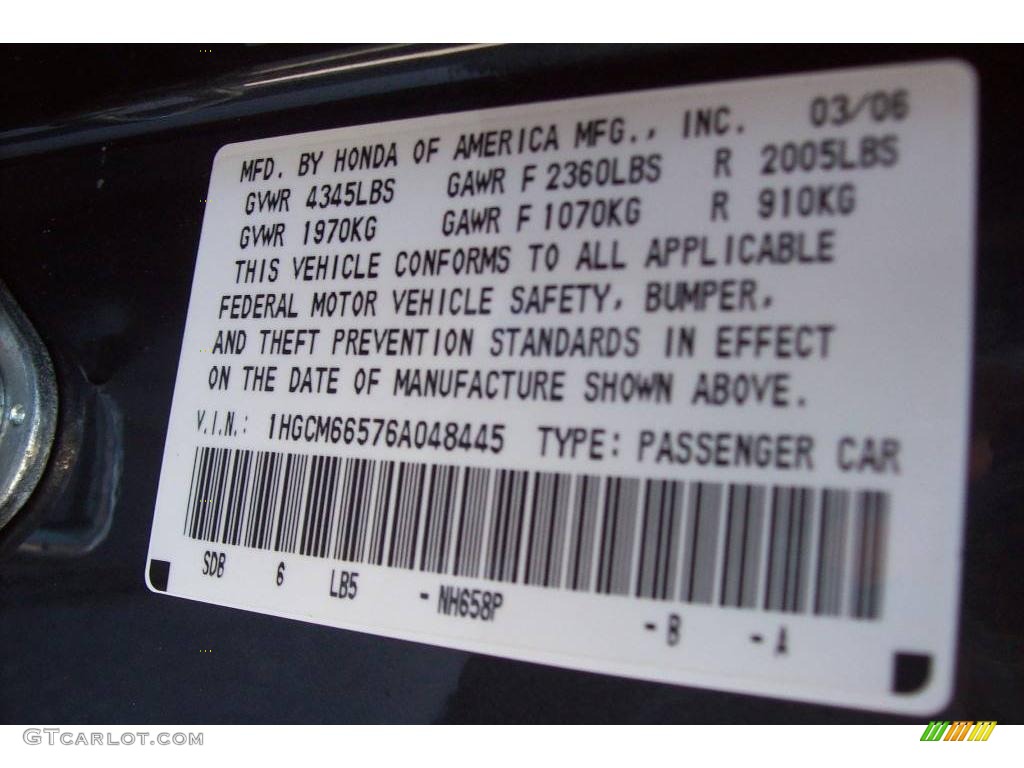 MFD. BY HONDA OF AMERICA MFG., INC. 03/06
GVWR 4345LBS GAWR F 2360LBS R 2005LBS
GVWR 1970KG GAWR F 1070KG R 910KG
THIS VEHICLE CONFORMS TO ALL APPLICABLE
FEDERAL MOTOR VEHICLE SAFETY, BUMPER,
AND THEFT PREVENTION STANDARDS IN EFFECT
ON THE DATE OF MANUFACTURE SHOWN ABOVE.
V.I.N.: 1HGCM66576A048445 TYPE: PASSENGER CAR
SDB 6 LB5 -NH658P -B -A
GTCARLOT.COM